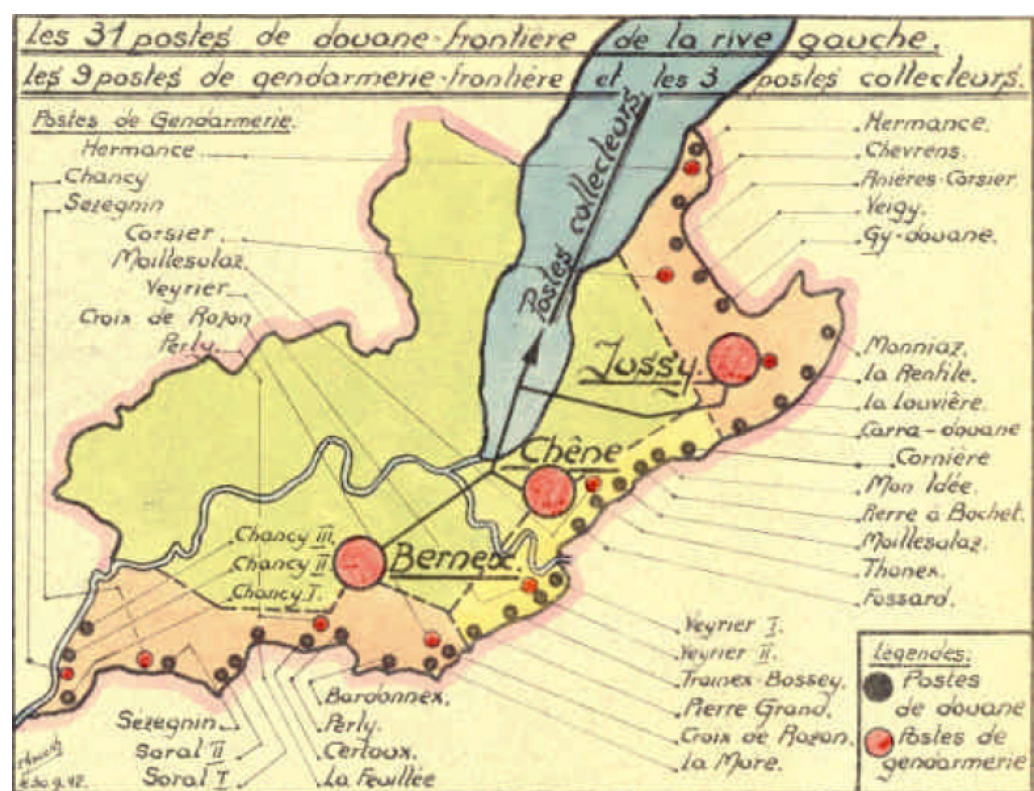 Les 31 postes de douane-frontière de la rive gauche.
les 9 postes de gendarmerie-frontière et les 3 postes collecteurs.
Postes de Gendarmerie.
Hermance
Chancy
Sézegnin
Corsier
Moillesulaz
Veyrier
Croix de Rozon
Perly
Postes collecteurs
Hermance.
Chevrens.
Anières-Corsier
Veigy.
Gy-douane.
Jussy.
Monniaz.
la Renfile.
la louvière.
Carra-douane
Cornière
Mon Idée.
Pierre à Bochet.
Moillesulaz.
Thonex.
Fossard.
Chêne
Bernex.
Chancy III.
Chancy II
Chancy I.
Veyrier I.
Veyrier II.
Troinex-Bossey.
Pierre Grand.
Croix de Rozon.
la Mure.
Bardonnex.
Perly.
Certoux.
La Feuillée
Sézegnin
Soral II
Soral I
Légendes:
Postes
de douane
Postes de
gendarmerie